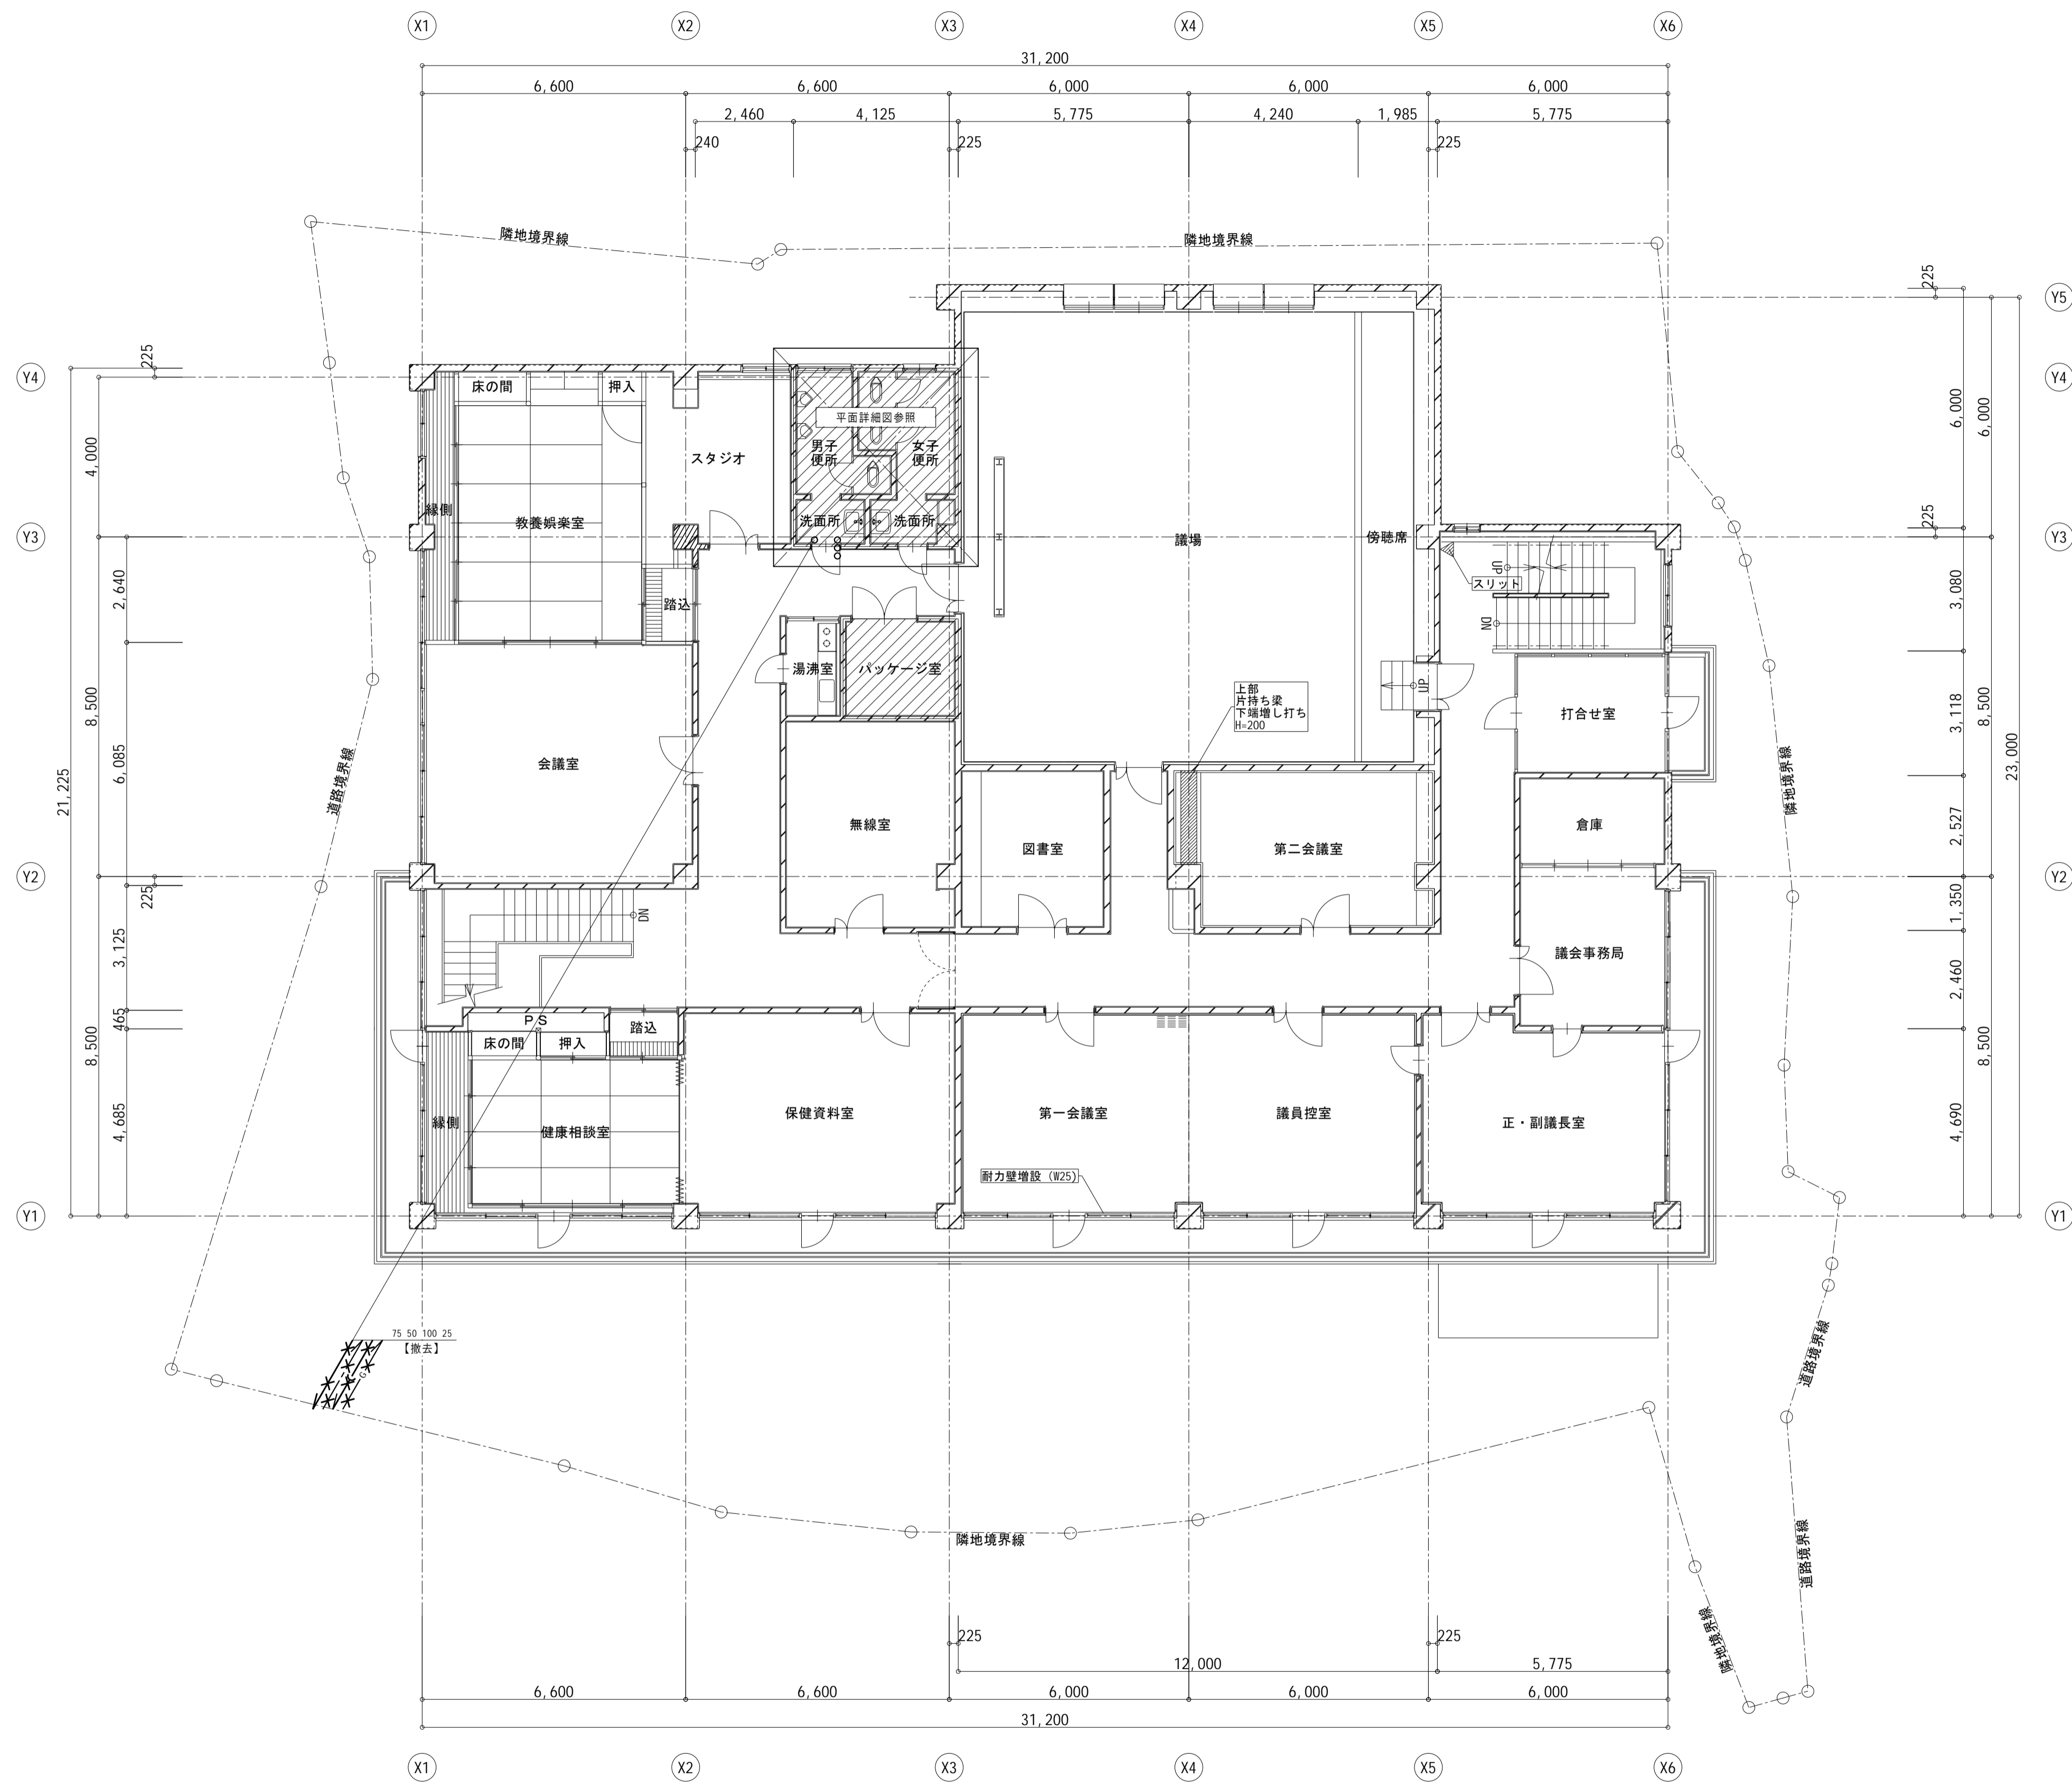 X1
X2
X3
X4
X5
X6
31,200
6,600
6,600
6,000
6,000
6,000
2,460
4,125
5,775
4,240
1,985
5,775
240
225
225
隣地境界線
隣地境界線
225
Y5
Y4
225
Y4
床の間
押入
平面詳細図参照
男子
便所
女子
便所
スタジオ
4,000
6,000
6,000
縁側
教養娯楽室
洗面所
洗面所
議場
傍聴席
225
Y3
Y3
スリット
UP
DN
踏込
2,640
3,080
湯沸室
パッケージ室
UP
上部
片持ち梁
下端増し打ち
H=200
打合せ室
3,118
8,500
8,500
23,000
会議室
6,085
21,225
道路境界線
隣地境界線
無線室
図書室
第二会議室
倉庫
2,527
Y2
225
Y2
DN
1,350
3,125
議会事務局
2,460
465
PS
床の間
押入
踏込
8,500
8,500
縁側
健康相談室
保健資料室
第一会議室
議員控室
正・副議長室
4,685
4,690
耐力壁増設 (W25)
Y1
Y1
75 50 100 25
【撤去】
G
道路境界線
隣地境界線
道路境界線
隣地境界線
225
225
12,000
5,775
6,600
6,600
6,000
6,000
6,000
31,200
X1
X2
X3
X4
X5
X6